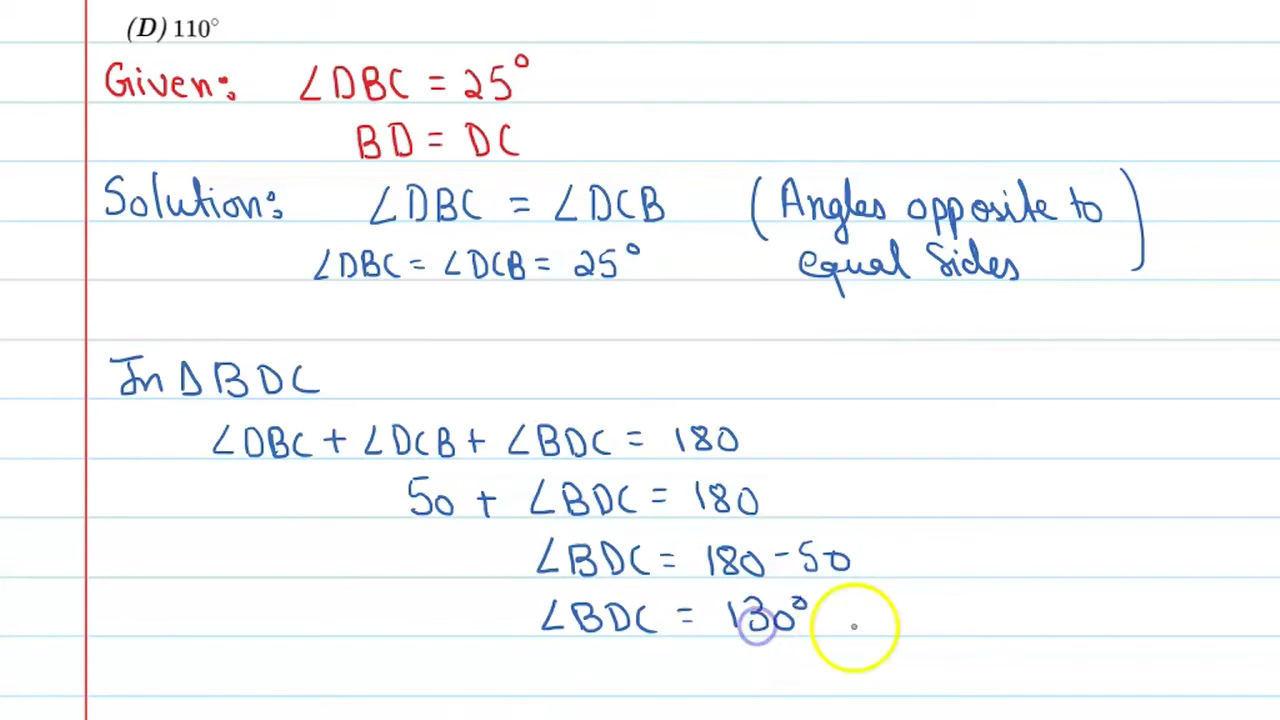 (D) 110°
Given: ∠DBC = 25°
BD = DC
Solution: ∠DBC = ∠DCB (Angles opposite to
∠DBC = ∠DCB = 25° equal Sides)
In Δ BDC
∠DBC + ∠DCB + ∠BDC = 180
50 + ∠BDC = 180
∠BDC = 180 - 50
∠BDC = 130°